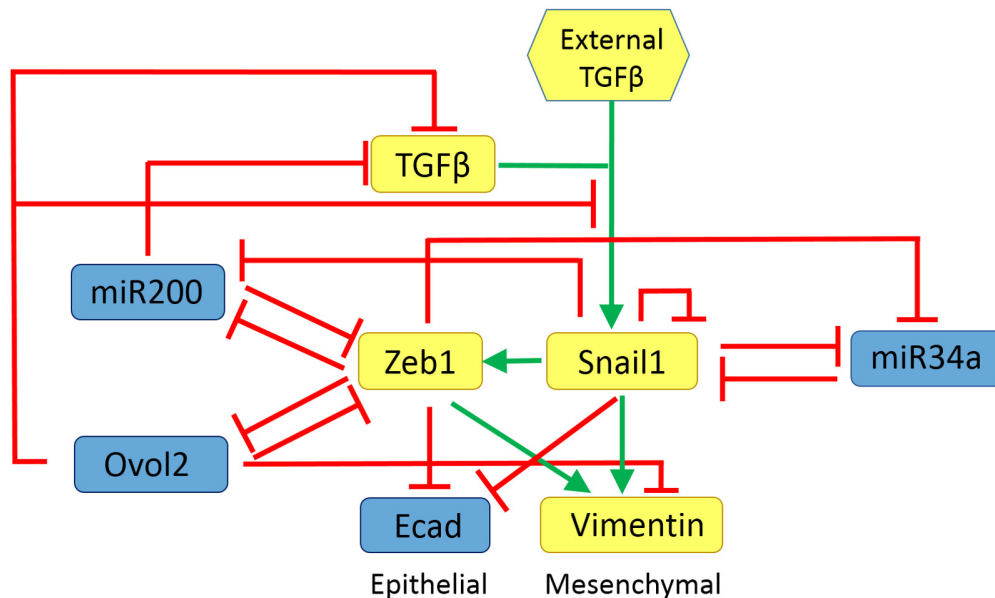 External
TGFβ
TGFβ
miR200
Zeb1
Snail1
miR34a
Ovol2
Ecad
Vimentin
Epithelial
Mesenchymal